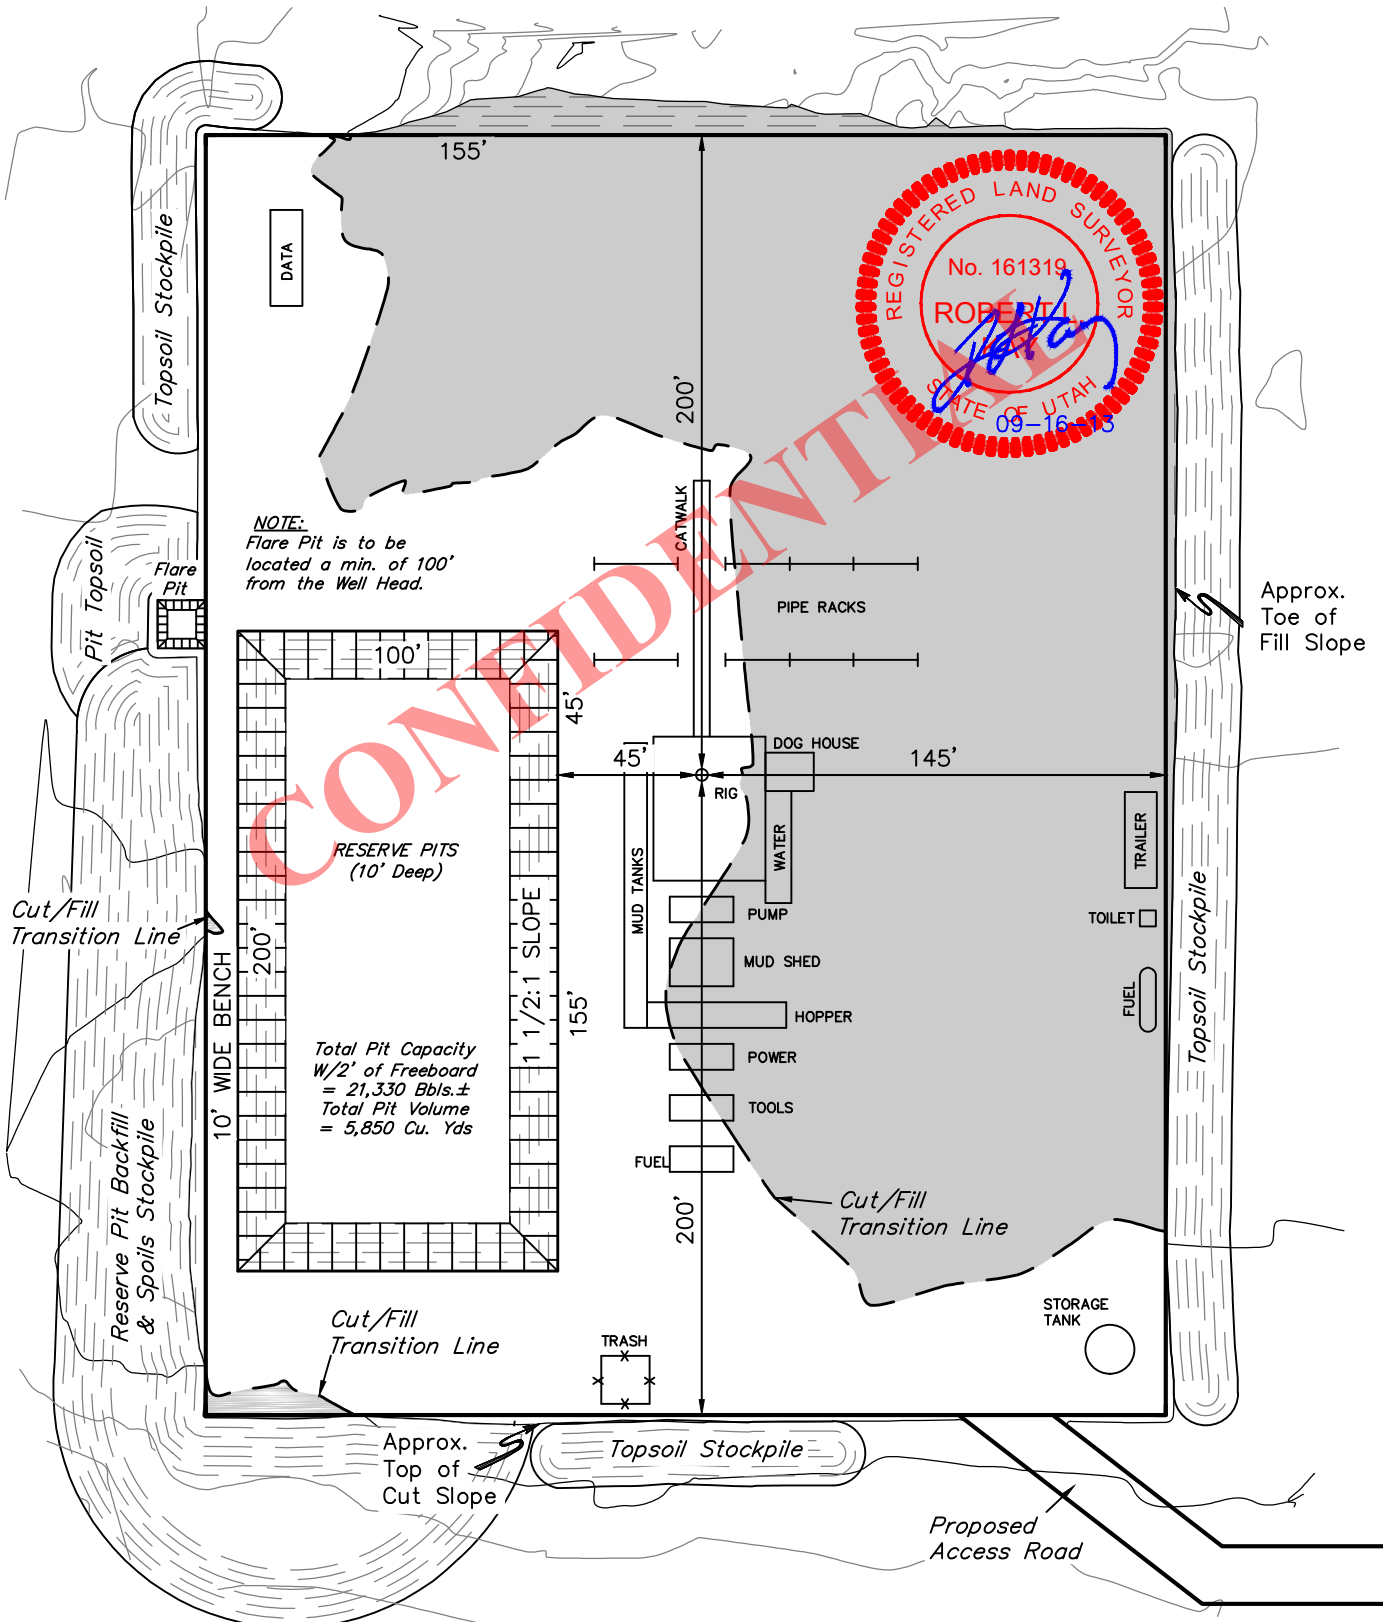 155'
REGISTERED LAND SURVEYOR
No. 161319
ROBERT L.
KAY
STATE OF UTAH
09-16-13
Topsoil Stockpile
DATA
200'
CATWALK
NOTE:
Flare Pit is to be
located a min. of 100'
from the Well Head.
Pit Topsoil
Flare
Pit
PIPE RACKS
Approx.
Toe of
Fill Slope
100'
45'
45'
DOG HOUSE
145'
RIG
CONFIDENTIAL
RESERVE PITS
(10' Deep)
MUD TANKS
WATER
TRAILER
Cut/Fill
Transition Line
PUMP
TOILET
200'
1 1/2:1 SLOPE
MUD SHED
10' WIDE BENCH
155'
HOPPER
FUEL
Topsoil Stockpile
Total Pit Capacity
W/2' of Freeboard
= 21,330 Bbls.±
Total Pit Volume
= 5,850 Cu. Yds
POWER
TOOLS
FUEL
Reserve Pit Backfill
& Spoils Stockpile
200'
Cut/Fill
Transition Line
Cut/Fill
Transition Line
STORAGE
TANK
TRASH
Approx.
Top of
Cut Slope
Topsoil Stockpile
Proposed
Access Road